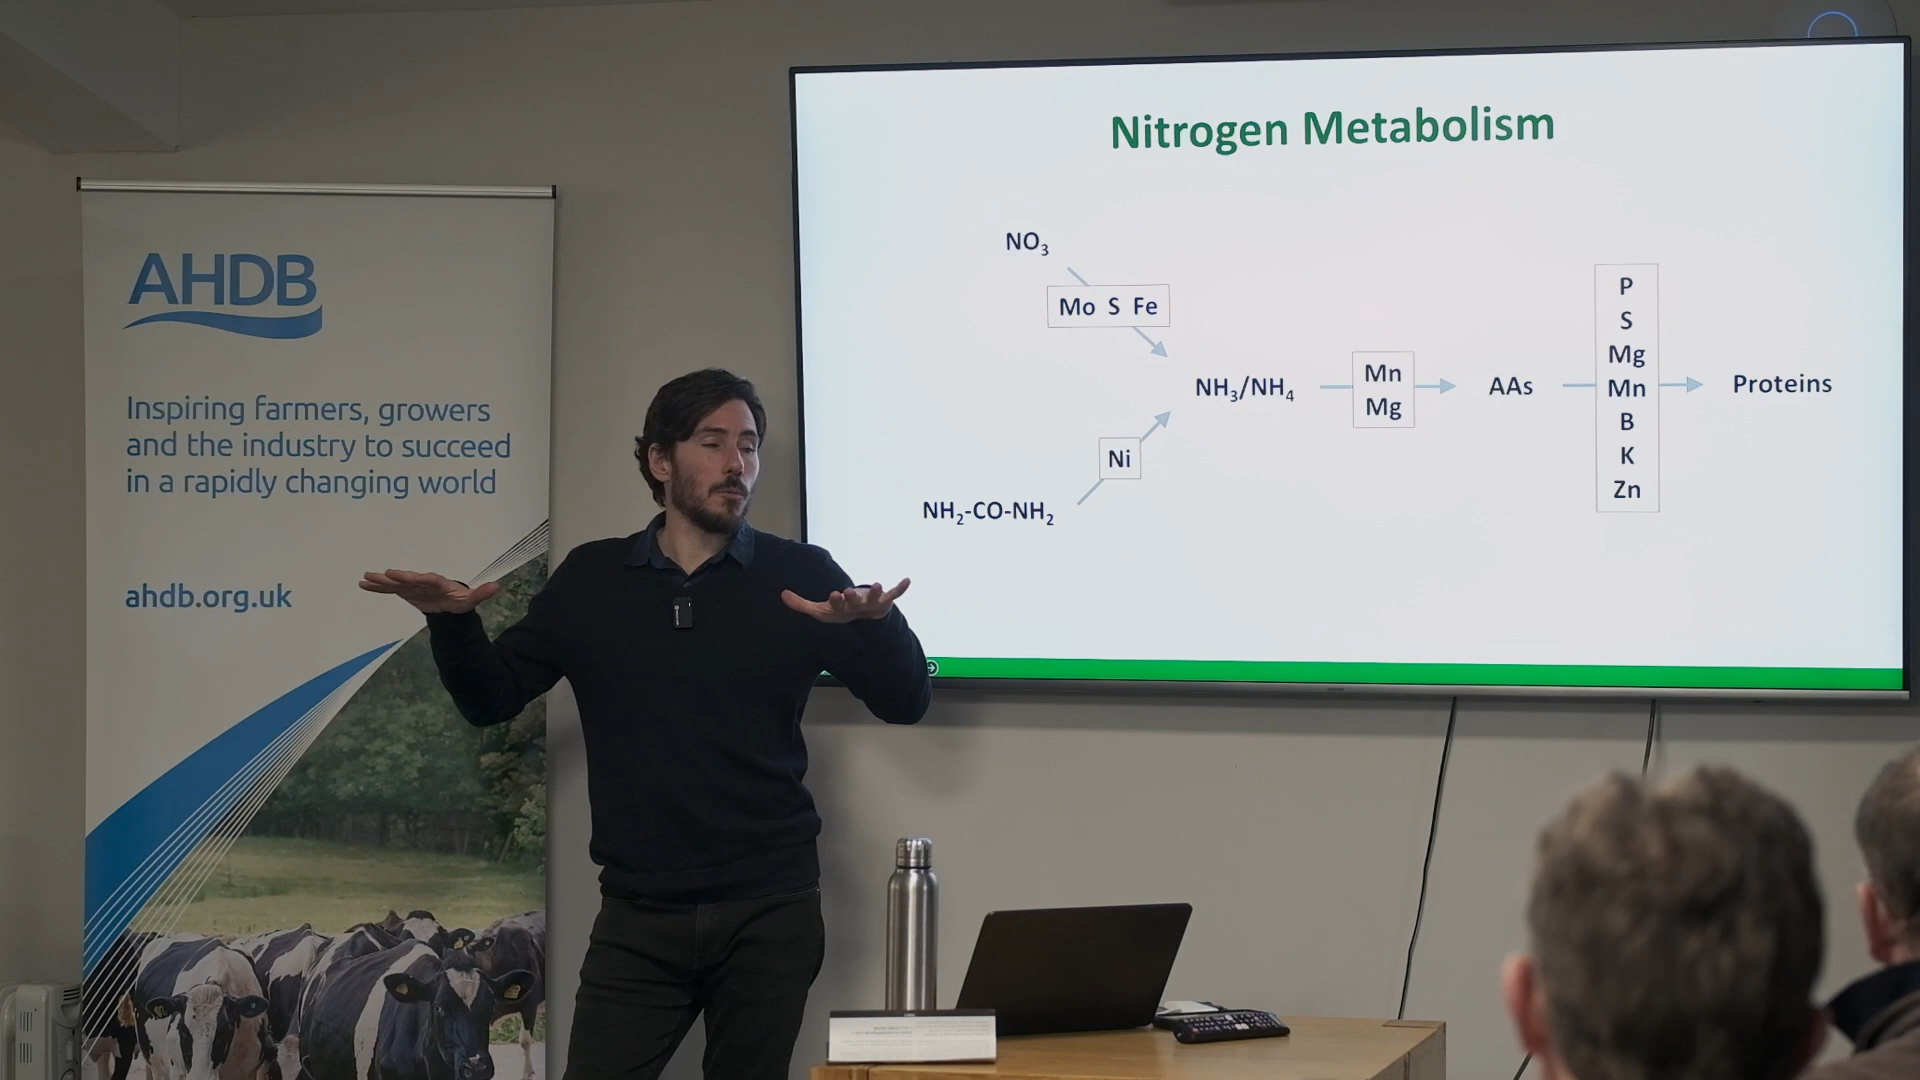 AHDB
Inspiring farmers, growers
and the industry to succeed
in a rapidly changing world
ahdb.org.uk
Nitrogen Metabolism
NO₃
Mo S Fe
NH₃/NH₄
Mn
Mg
AAs
P
S
Mg
Mn
B
K
Zn
Proteins
Ni
NH₂-CO-NH₂